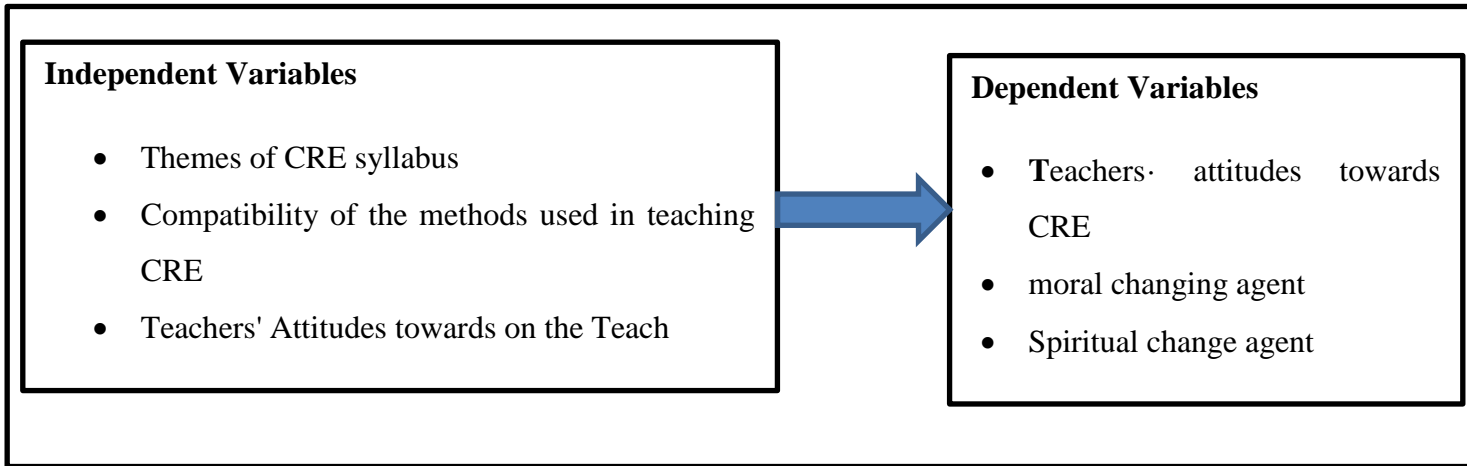 Independent Variables
• Themes of CRE syllabus
• Compatibility of the methods used in teaching
CRE
• Teachers' Attitudes towards on the Teach
Dependent Variables
• Teachers· attitudes towards
CRE
• moral changing agent
• Spiritual change agent